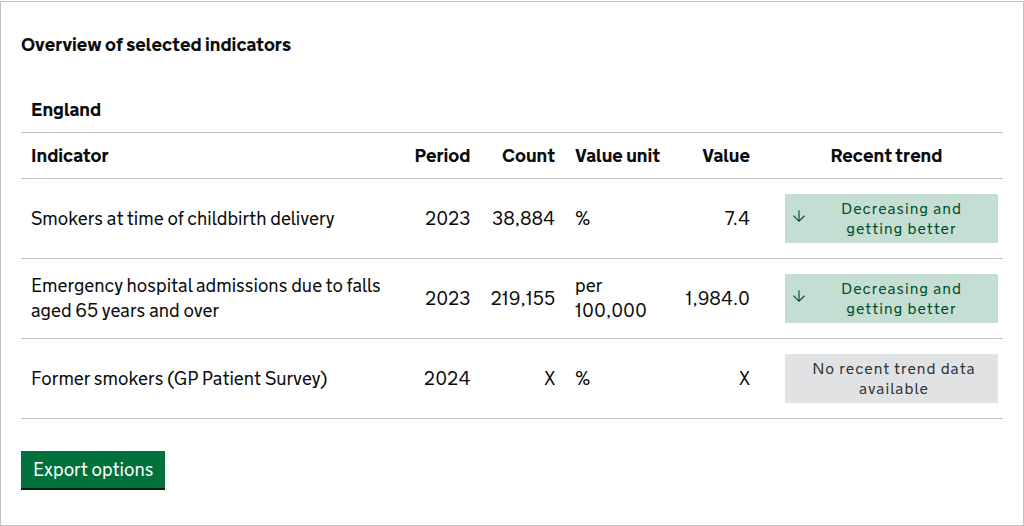 Overview of selected indicators
England
Indicator Period Count Value unit Value Recent trend
Smokers at time of childbirth delivery 2023 38,884 % 7.4 ↓ Decreasing and
getting better
Emergency hospital admissions due to falls
aged 65 years and over 2023 219,155 per
100,000 1,984.0 ↓ Decreasing and
getting better
Former smokers (GP Patient Survey) 2024 X % X No recent trend data
available
Export options